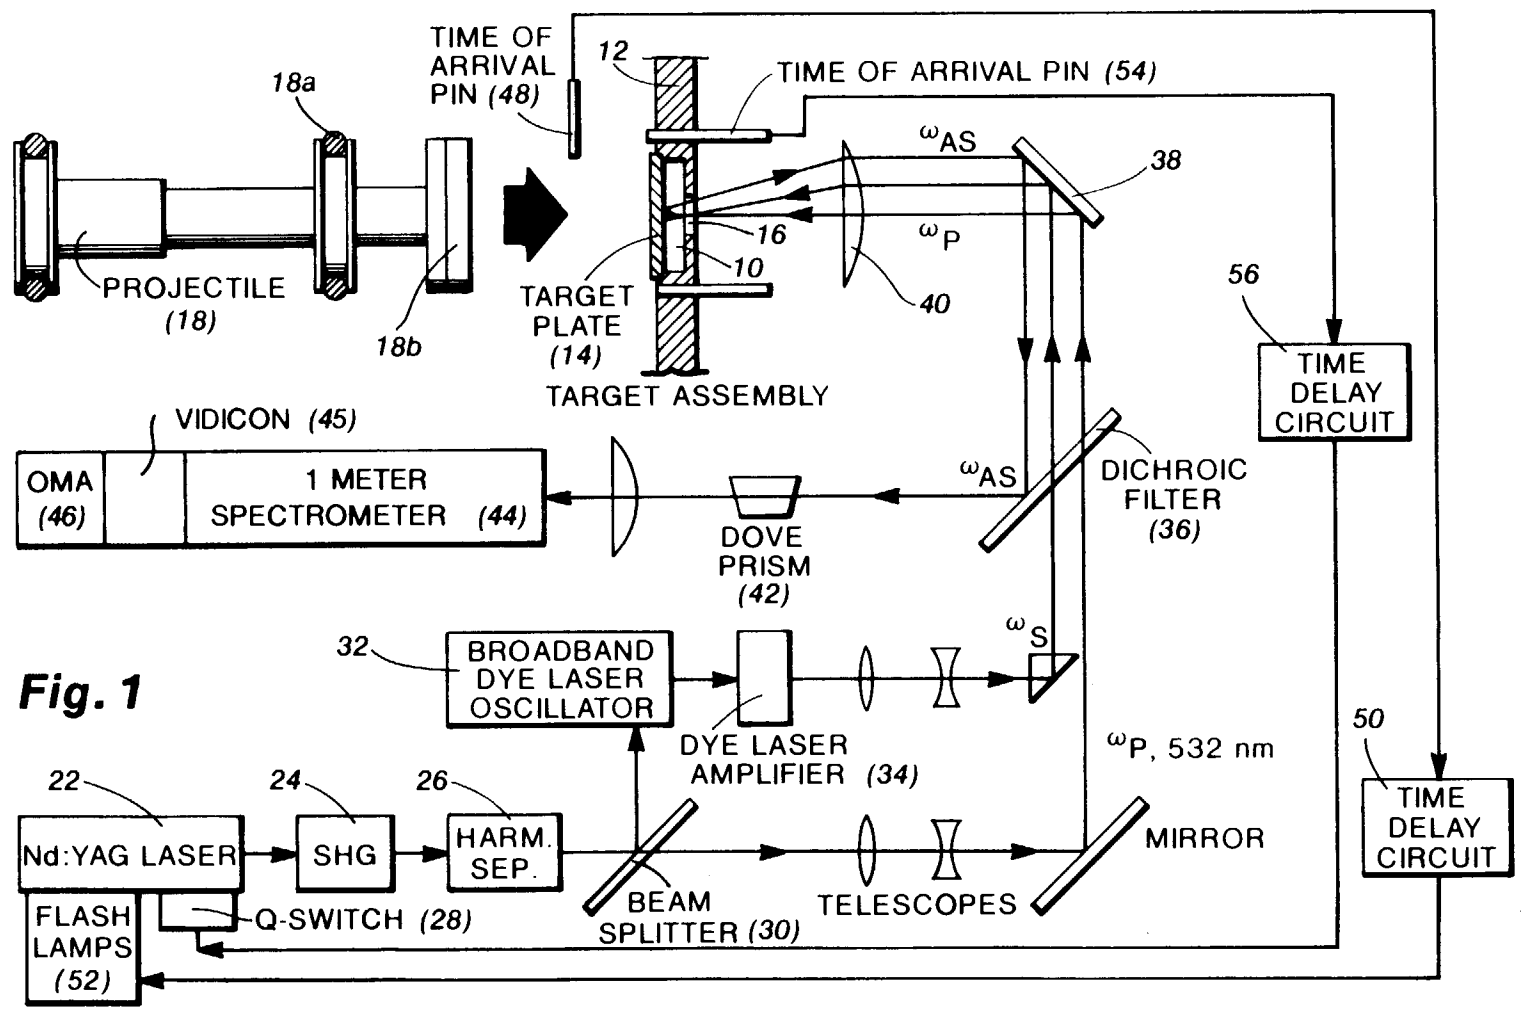 TIME OF
ARRIVAL
PIN (48)
18a
12
TIME OF ARRIVAL PIN (54)
ωAS
38
ωP
16
10
40
PROJECTILE
(18)
18b
TARGET
PLATE
(14)
TARGET ASSEMBLY
56
TIME
DELAY
CIRCUIT
VIDICON (45)
OMA
(46)
1 METER
SPECTROMETER (44)
ωAS
DICHROIC
FILTER
(36)
DOVE
PRISM
(42)
32
BROADBAND
DYE LASER
OSCILLATOR
ωS
Fig. 1
DYE LASER
AMPLIFIER (34)
ωP, 532 nm
50
TIME
DELAY
CIRCUIT
22
24
26
Nd:YAG LASER
SHG
HARM.
SEP.
MIRROR
TELESCOPES
BEAM
SPLITTER (30)
Q-SWITCH (28)
FLASH
LAMPS
(52)